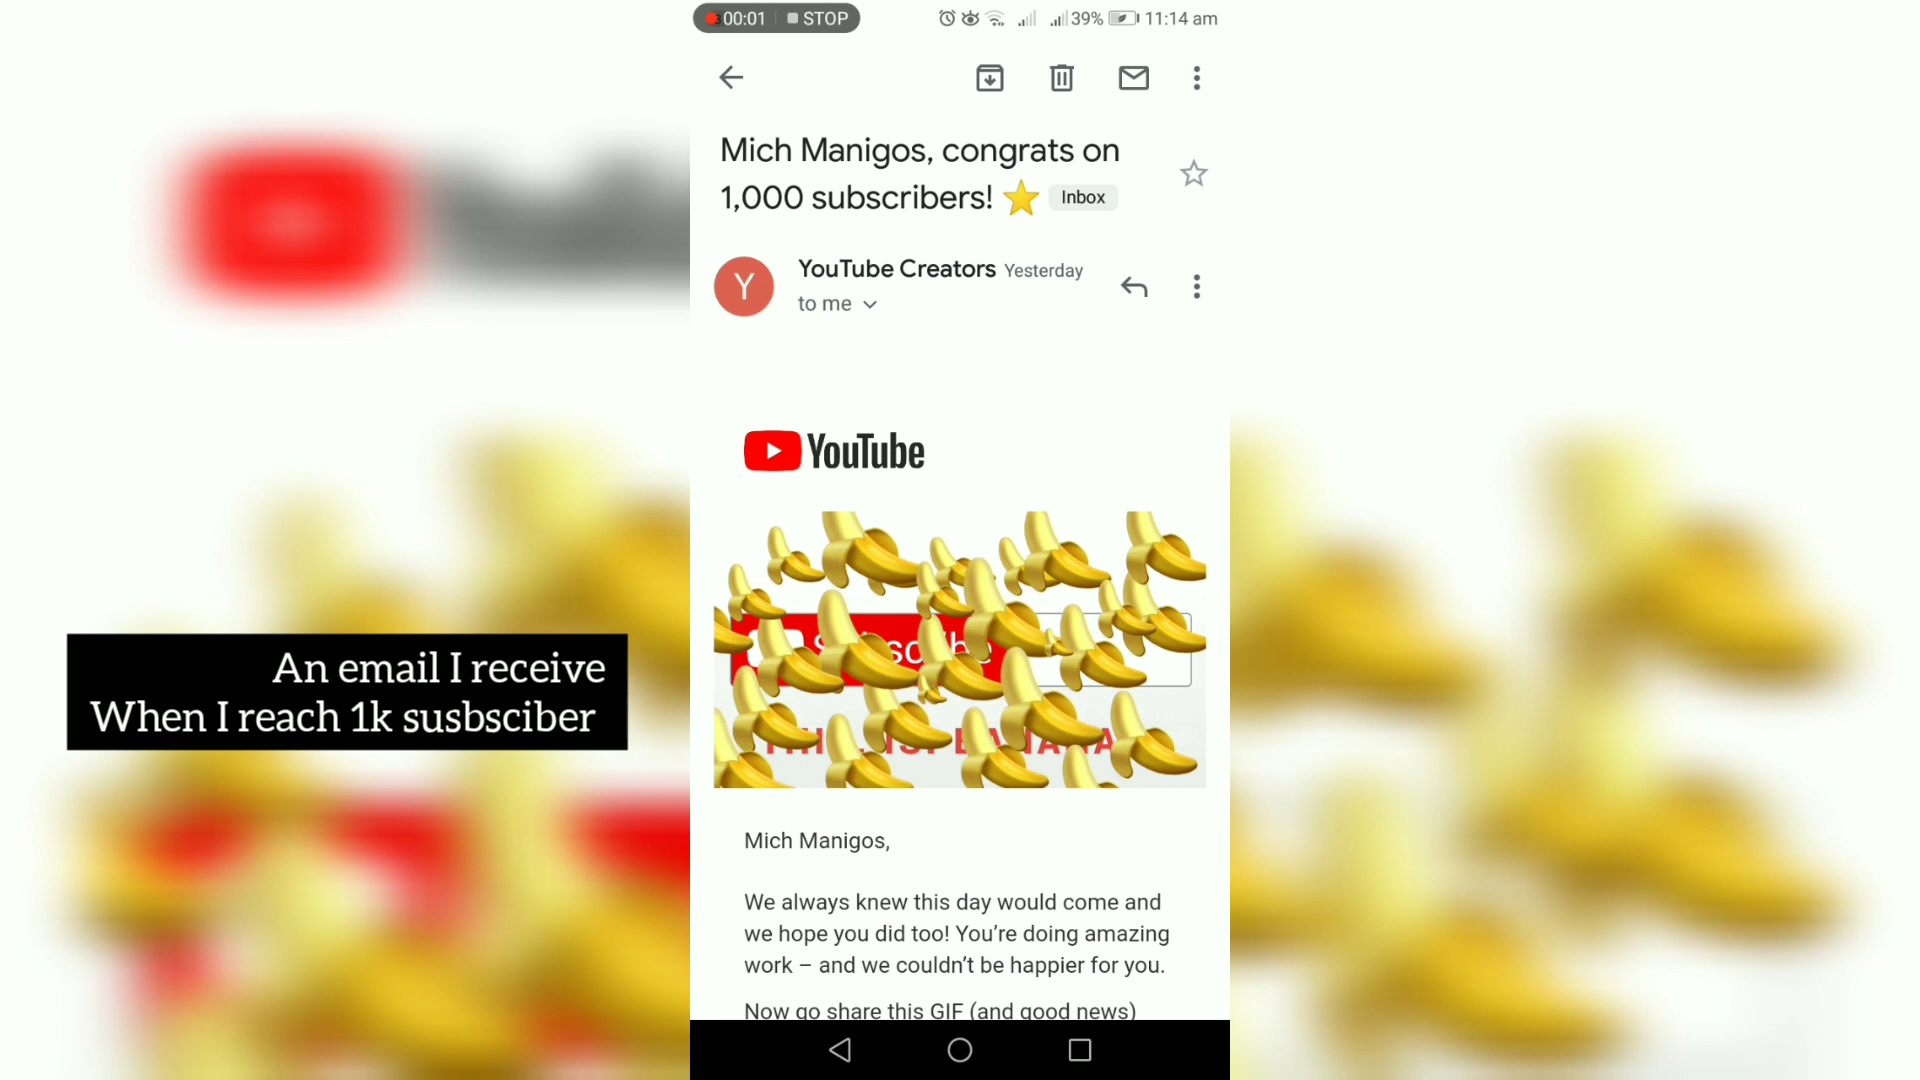 00:01 STOP
39% 11:14 am
Mich Manigos, congrats on
1,000 subscribers! Inbox
Y
YouTube Creators Yesterday
to me
YouTube
An email I receive
When I reach 1k susbsciber
Mich Manigos,
We always knew this day would come and
we hope you did too! You’re doing amazing
work – and we couldn’t be happier for you.
Now go share this GIF (and good news)